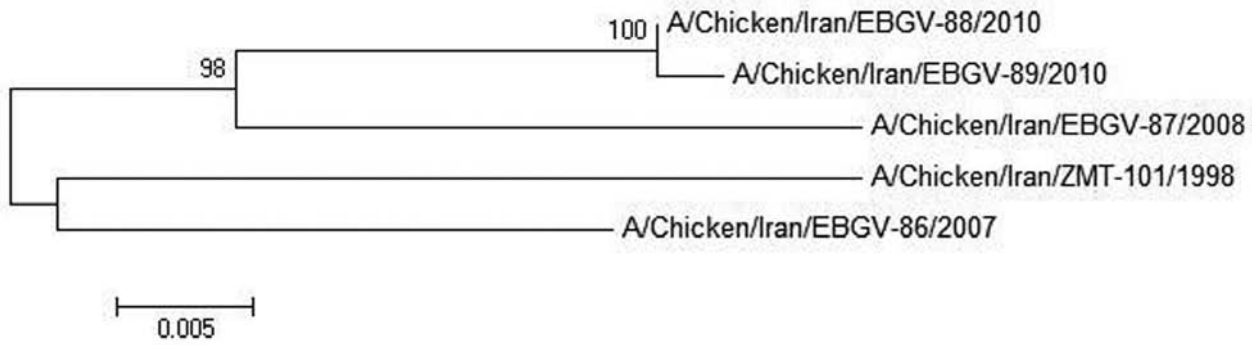 100
A/Chicken/Iran/EBGV-88/2010
A/Chicken/Iran/EBGV-89/2010
98
A/Chicken/Iran/EBGV-87/2008
A/Chicken/Iran/ZMT-101/1998
A/Chicken/Iran/EBGV-86/2007
0.005